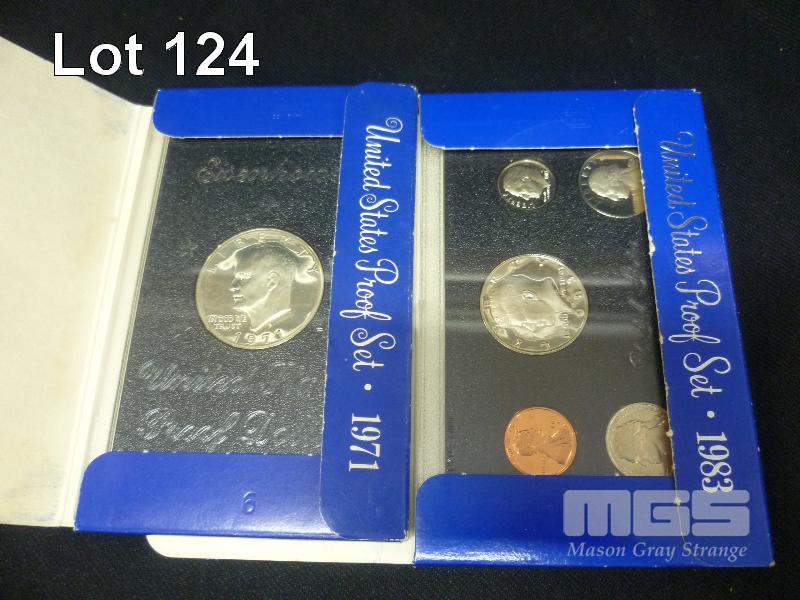 Lot 124
United States Proof Set • 1971
LIBERTY
IN GOD WE
TRUST
United States Proof Set • 1983
LIBERTY
6
MGS
Mason Gray Strange